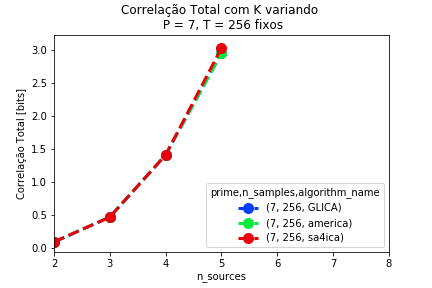 Correlação Total com K variando
P = 7, T = 256 fixos
Correlação Total [bits]
3.0
2.5
2.0
1.5
1.0
0.5
0.0
prime,n_samples,algorithm_name
(7, 256, GLICA)
(7, 256, america)
(7, 256, sa4ica)
2 3 4 5 6 7 8
n_sources